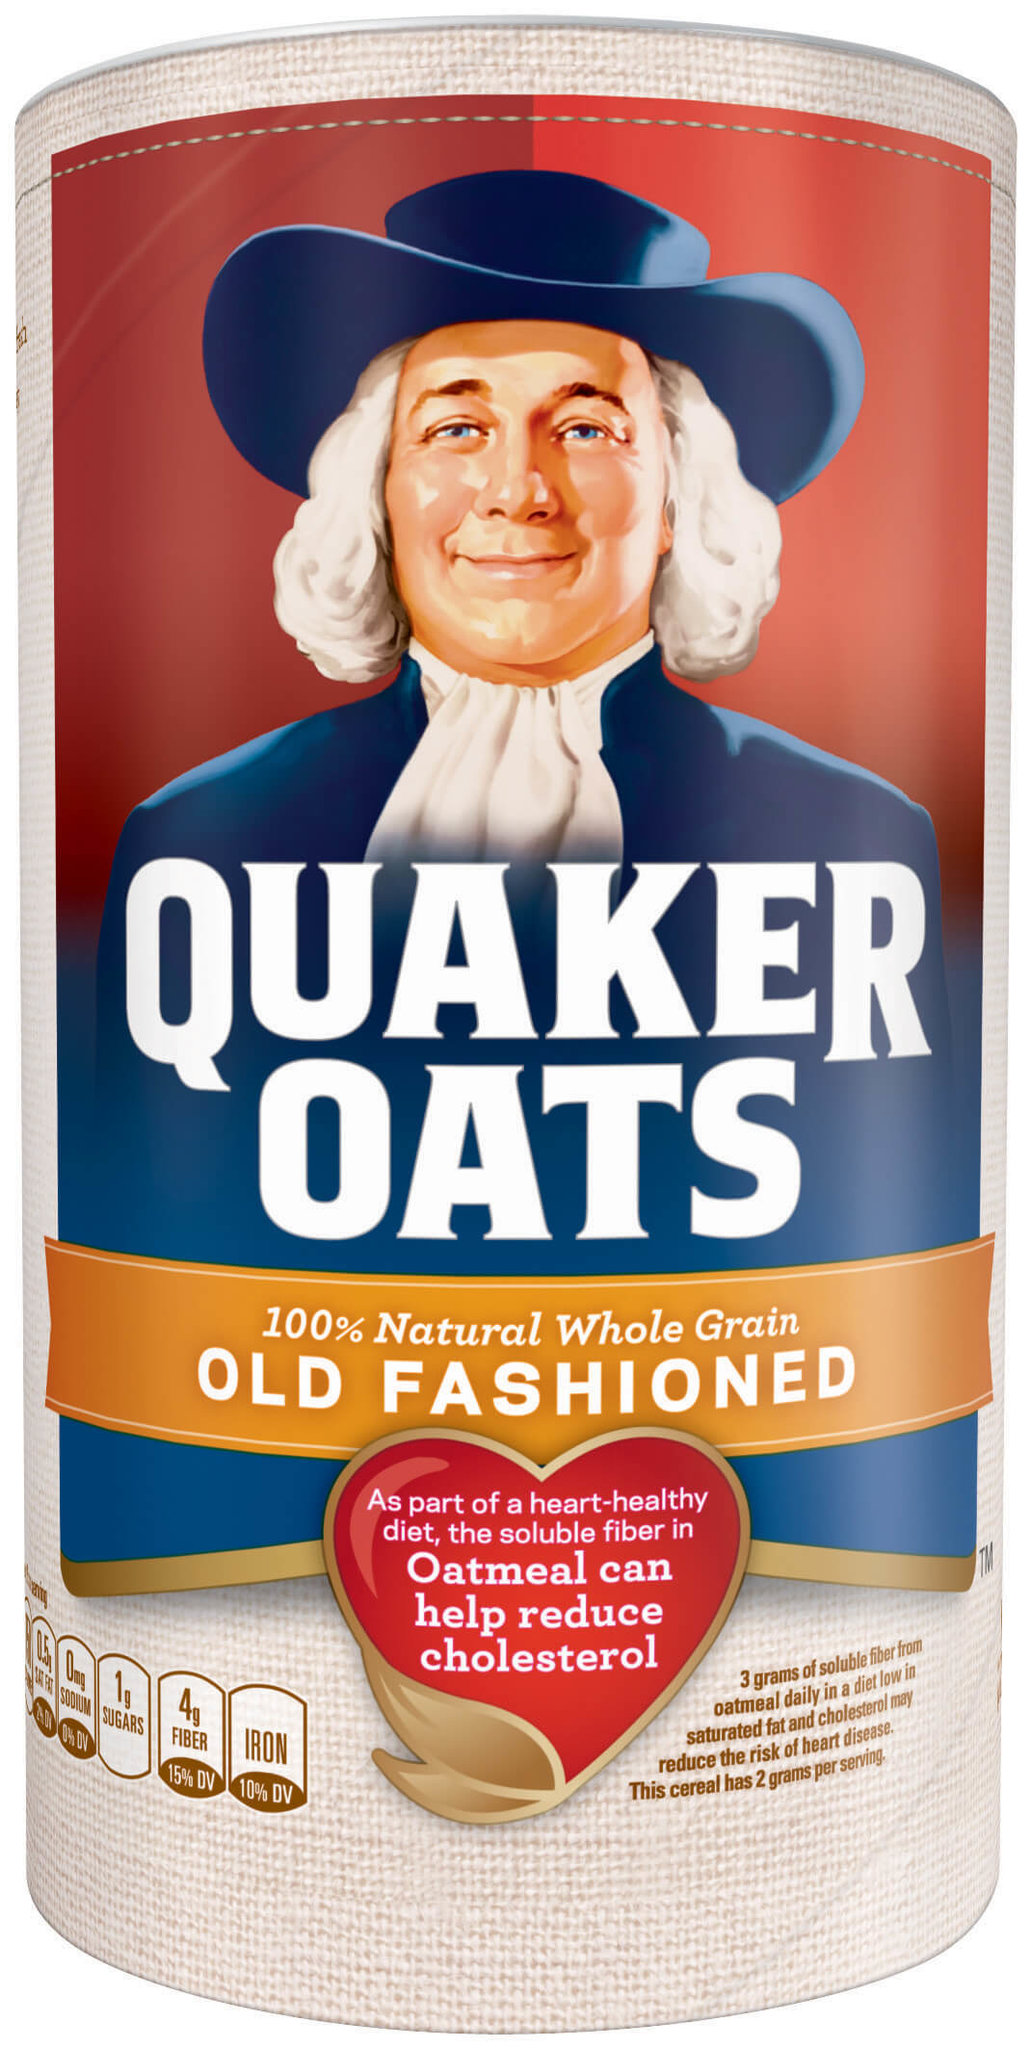 QUAKER
OATS
100% Natural Whole Grain
OLD FASHIONED
As part of a heart-healthy
diet, the soluble fiber in
Oatmeal can
help reduce
cholesterol
TM
0.5g
SAT FAT
0mg
SODIUM
0% DV
1g
SUGARS
4g
FIBER
15% DV
IRON
10% DV
3 grams of soluble fiber from
oatmeal daily in a diet low in
saturated fat and cholesterol may
reduce the risk of heart disease.
This cereal has 2 grams per serving.